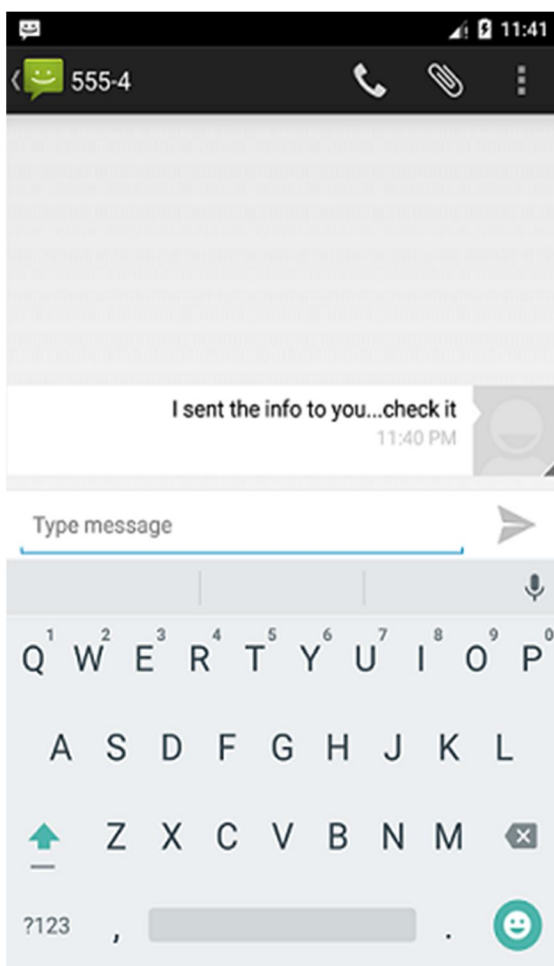 11:41
555-4
I sent the info to you...check it
11:40 PM
Type message
1 2 3 4 5 6 7 8 9 0
Q W E R T Y U I O P
A S D F G H J K L
Z X C V B N M
?123 , .